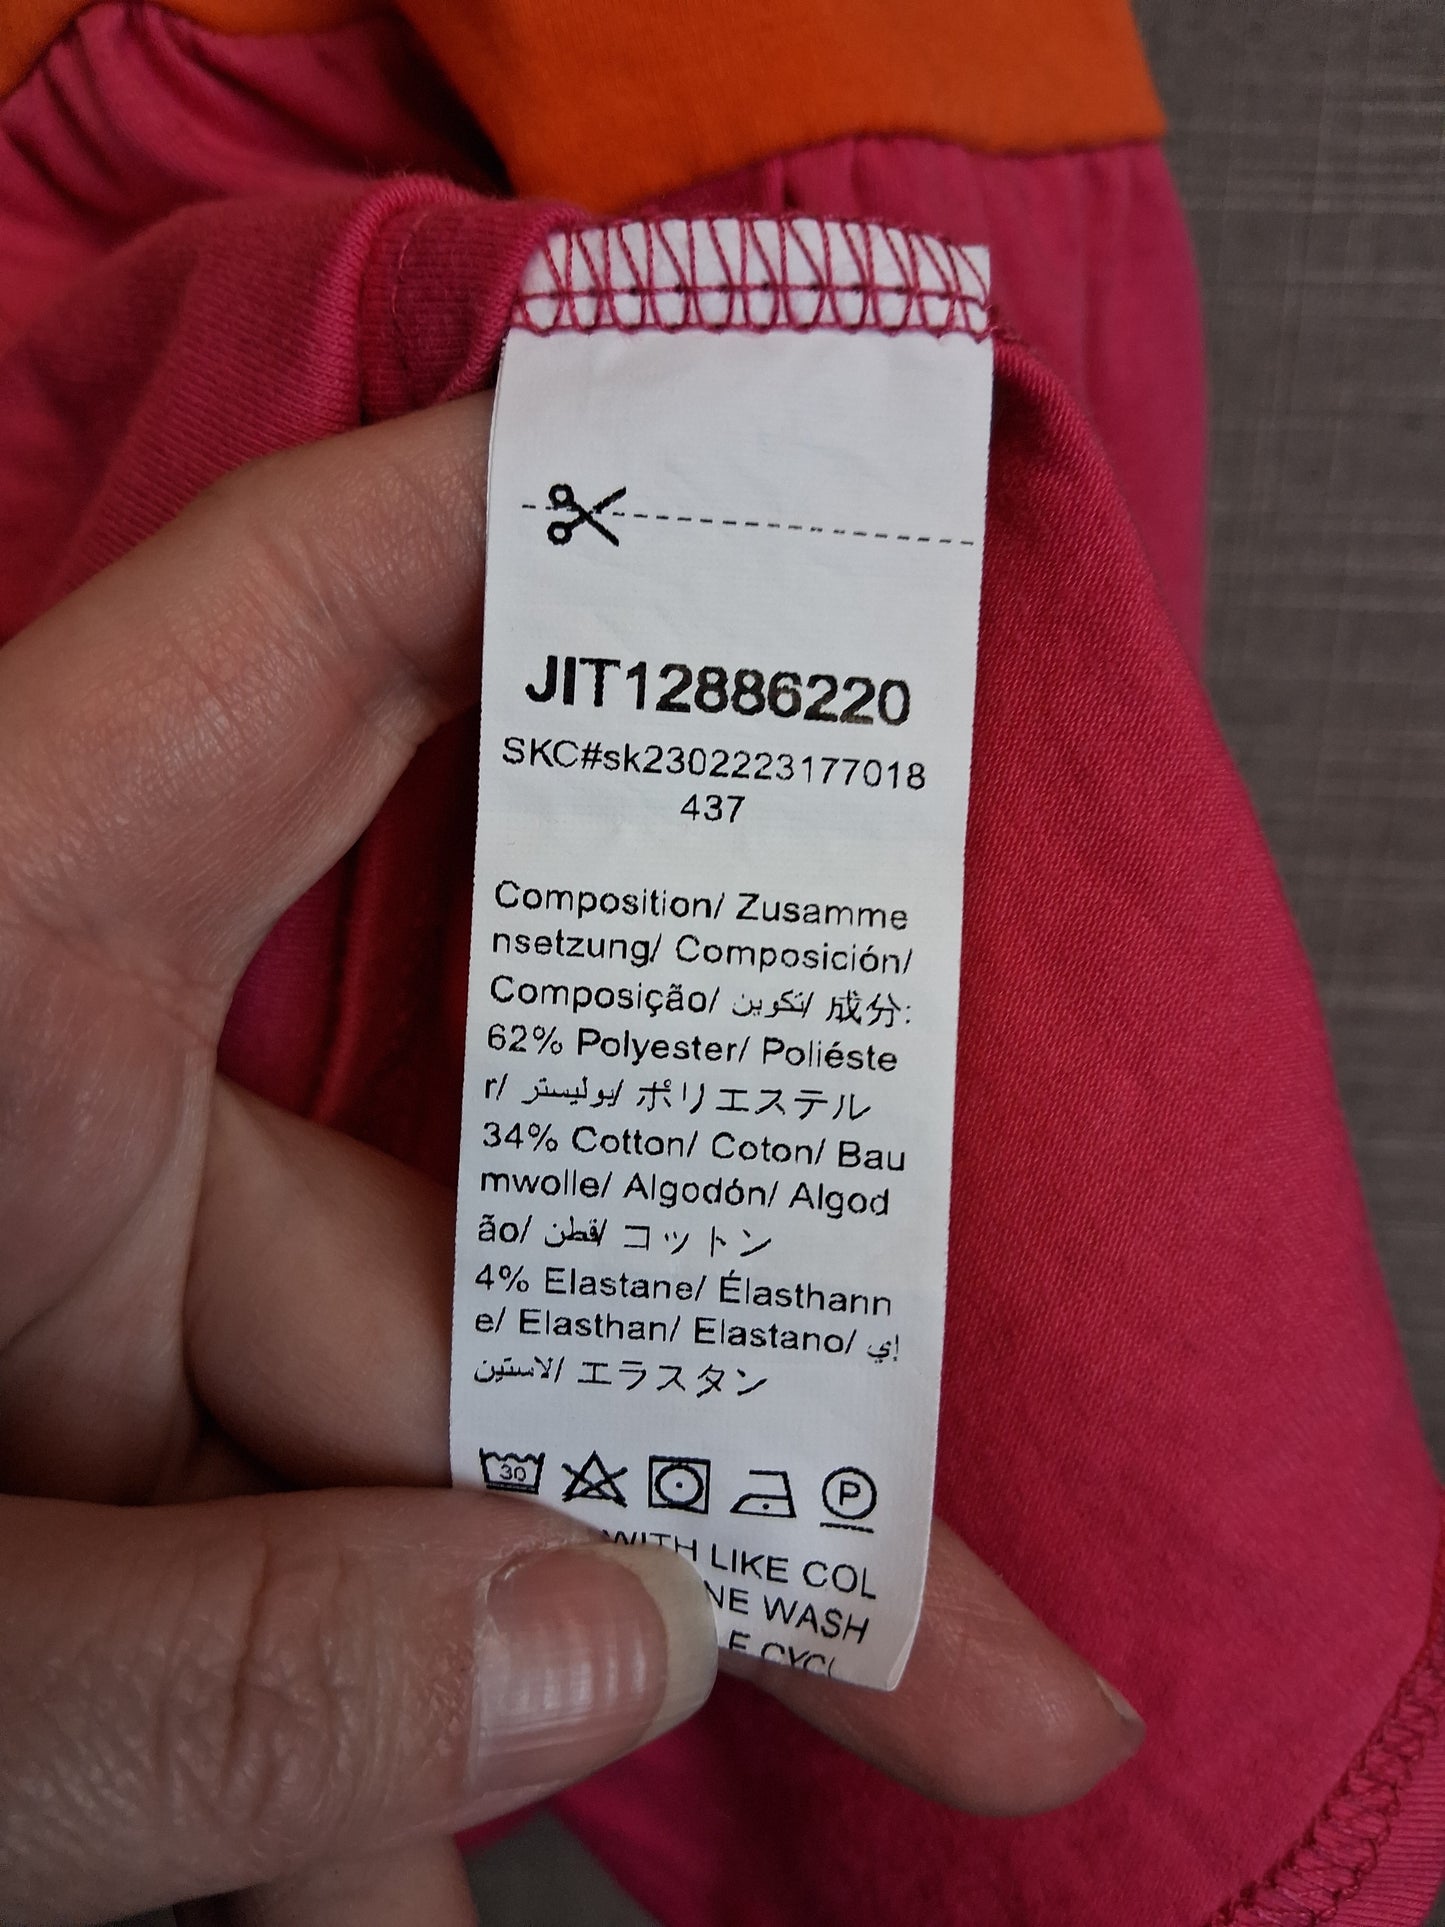 JIT12886220
SKC#sk2302223177018
437
Composition/ Zusamme
nsetzung/ Composición/
Composição/ تكوين/ 成分:
62% Polyester/ Poliéste
r/ بوليستر/ ポリエステル
34% Cotton/ Coton/ Bau
mwolle/ Algodón/ Algod
ão/ قطن/ コットン
4% Elastane/ Élasthann
e/ Elasthan/ Elastano/ إي
لاستين/ エラスタン
30 P
WITH LIKE COL
NE WASH
E CYCL